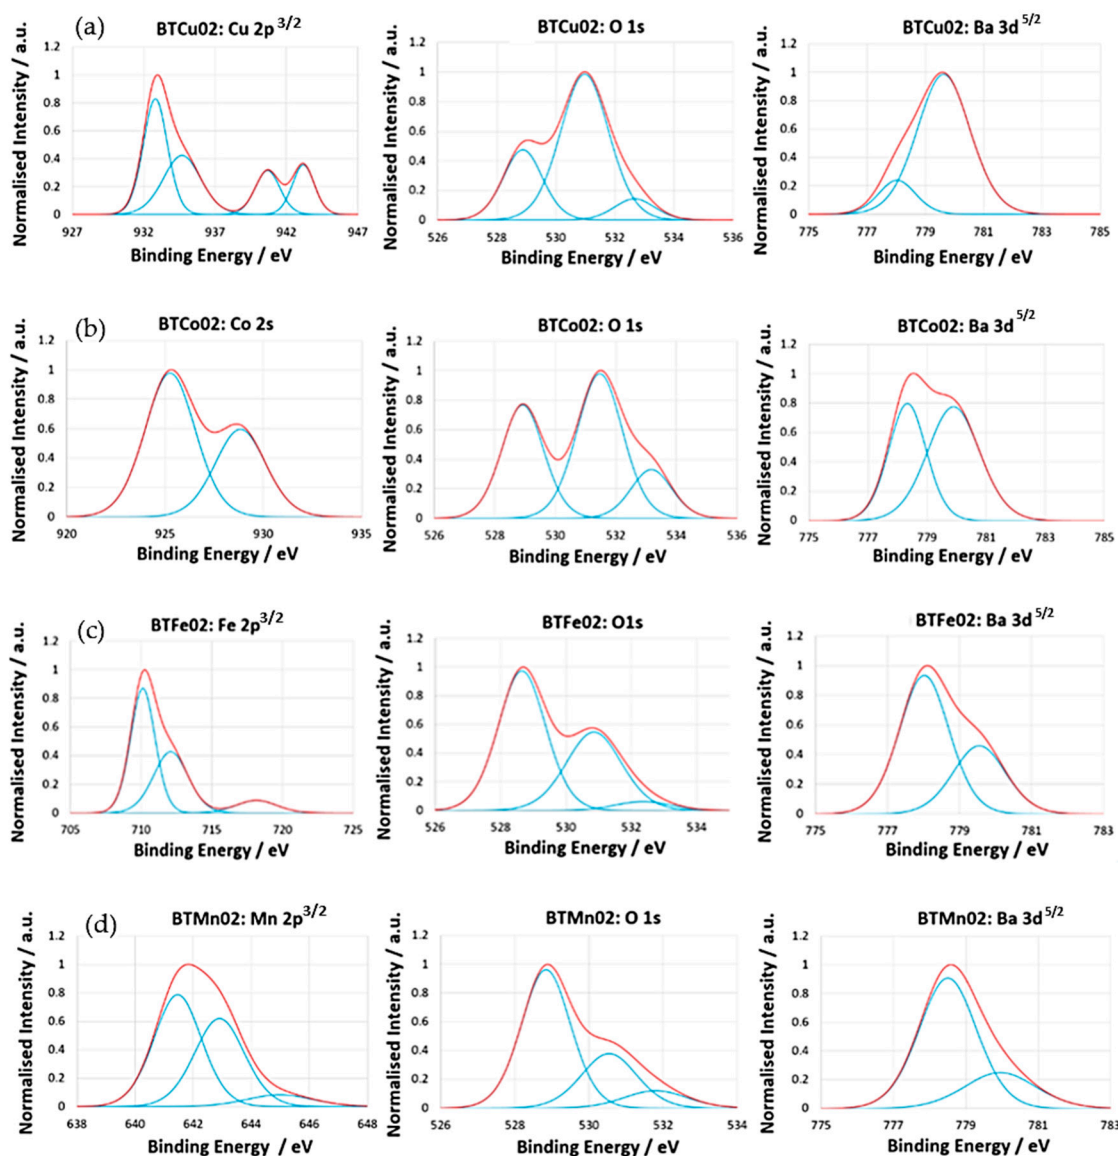 (a)
BTCu02: Cu 2p 3/2
Normalised Intensity / a.u.
1.2
1
0.8
0.6
0.4
0.2
0
927 932 937 942 947
Binding Energy / eV
BTCu02: O 1s
Normalised Intensity / a.u.
1.2
1
0.8
0.6
0.4
0.2
0
526 528 530 532 534 536
Binding Energy / eV
BTCu02: Ba 3d 5/2
Normalised Intensity / a.u.
1.2
1
0.8
0.6
0.4
0.2
0
775 777 779 781 783 785
Binding Energy / eV
(b)
BTCo02: Co 2s
Normalised Intensity / a.u.
1.2
1
0.8
0.6
0.4
0.2
0
920 925 930 935
Binding Energy / eV
BTCo02: O 1s
Normalised Intensity / a.u.
1.2
1
0.8
0.6
0.4
0.2
0
526 528 530 532 534 536
Binding Energy / eV
BTCo02: Ba 3d 5/2
Normalised Intensity / a.u.
1.2
1
0.8
0.6
0.4
0.2
0
775 777 779 781 783 785
Binding Energy / eV
(c)
BTFe02: Fe 2p 3/2
Normalised Intensity / a.u.
1.2
1
0.8
0.6
0.4
0.2
0
705 710 715 720 725
Binding Energy / eV
BTFe02: O1s
Normalised Intensity / a.u.
1.2
1
0.8
0.6
0.4
0.2
0
526 528 530 532 534
Binding Energy / eV
BTFe02: Ba 3d 5/2
Normalised Intensity / a.u.
1.2
1
0.8
0.6
0.4
0.2
0
775 777 779 781 783
Binding Energy / eV
(d)
BTMn02: Mn 2p 3/2
Normalised Intensity / a.u.
1.2
1
0.8
0.6
0.4
0.2
0
638 640 642 644 646 648
Binding Energy / eV
BTMn02: O 1s
Normalised Intensity / a.u.
1.2
1
0.8
0.6
0.4
0.2
0
526 528 530 532 534
Binding Energy / eV
BTMn02: Ba 3d 5/2
Normalised Intensity / a.u.
1.2
1
0.8
0.6
0.4
0.2
0
775 777 779 781 783
Binding Energy / eV